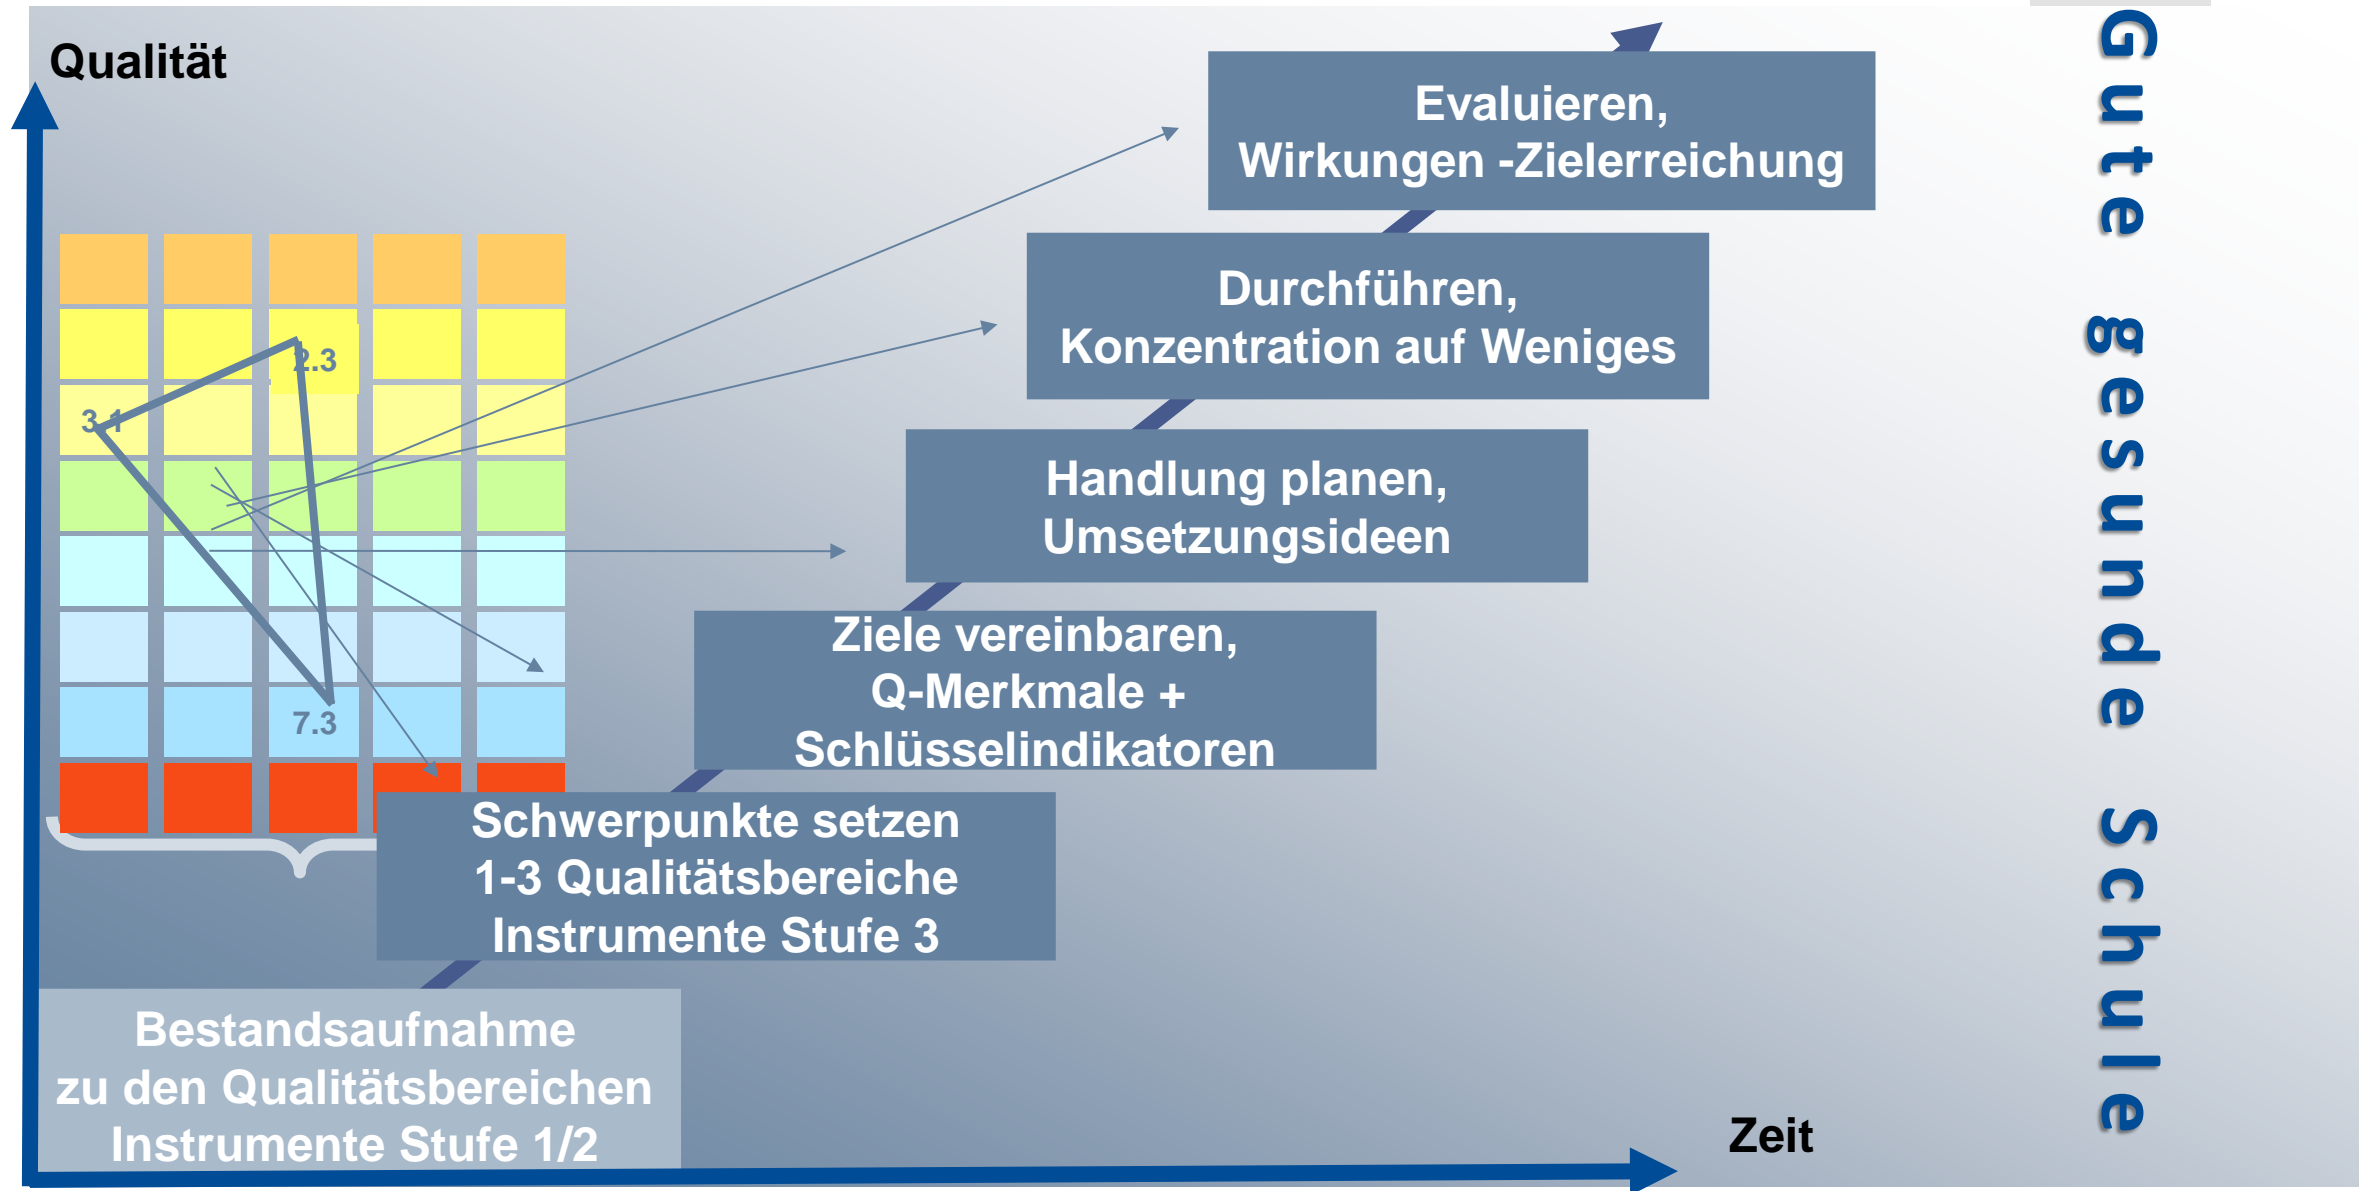 Qualität
Evaluieren,
Wirkungen -Zielerreichung
Durchführen,
Konzentration auf Weniges
2.3
3.1
Handlung planen,
Umsetzungsideen
Ziele vereinbaren,
Q-Merkmale +
Schlüsselindikatoren
7.3
Schwerpunkte setzen
1-3 Qualitätsbereiche
Instrumente Stufe 3
Bestandsaufnahme
zu den Qualitätsbereichen
Instrumente Stufe 1/2
Zeit
Gute gesunde Schule